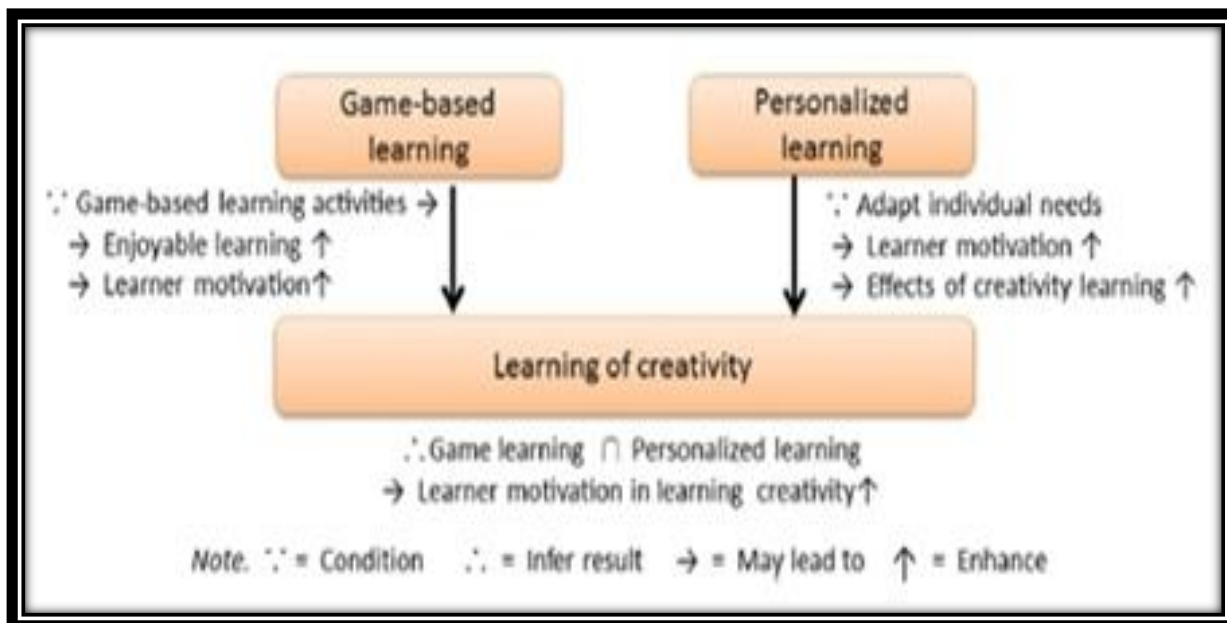 Game-based
learning
Personalized
learning
∵ Game-based learning activities →
→ Enjoyable learning ↑
→ Learner motivation↑
∵ Adapt individual needs
→ Learner motivation ↑
→ Effects of creativity learning ↑
Learning of creativity
∴Game learning ∩ Personalized learning
→ Learner motivation in learning creativity↑
Note. ∵ = Condition ∴ = Infer result → = May lead to ↑ = Enhance